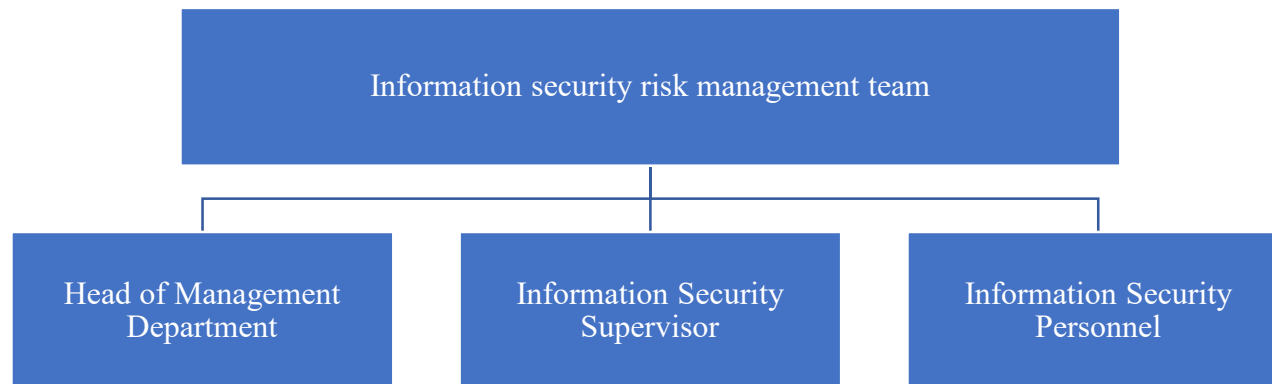 Information security risk management team
Head of Management
Department
Information Security
Supervisor
Information Security
Personnel